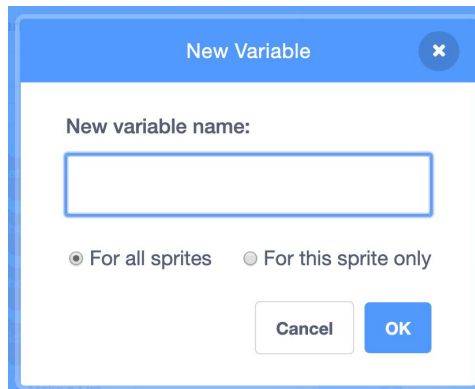 New Variable
New variable name:
For all sprites For this sprite only
Cancel OK